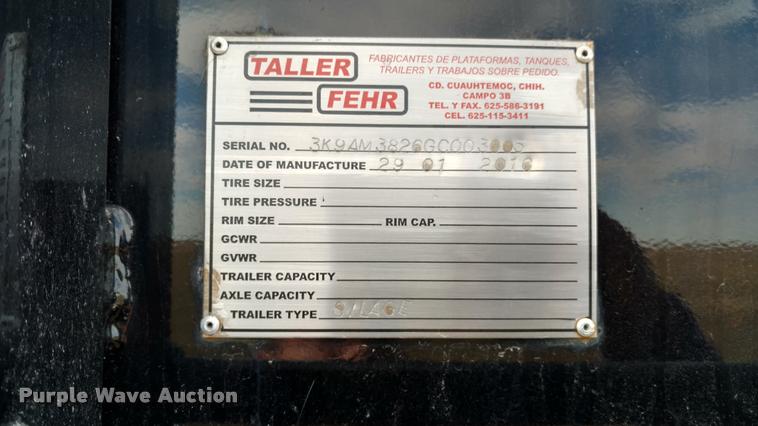 TALLER
FEHR
FABRICANTES DE PLATAFORMAS, TANQUES,
TRAILERS Y TRABAJOS SOBRE PEDIDO.
CD. CUAUHTEMOC, CHIH.
CAMPO 3B
TEL. Y FAX. 625-586-3191
CEL. 625-115-3411
SERIAL NO.
DATE OF MANUFACTURE 29 01 2016
TIRE SIZE
TIRE PRESSURE
RIM SIZE RIM CAP.
GCWR
GVWR
TRAILER CAPACITY
AXLE CAPACITY
TRAILER TYPE SILAGE
Purple Wave Auction